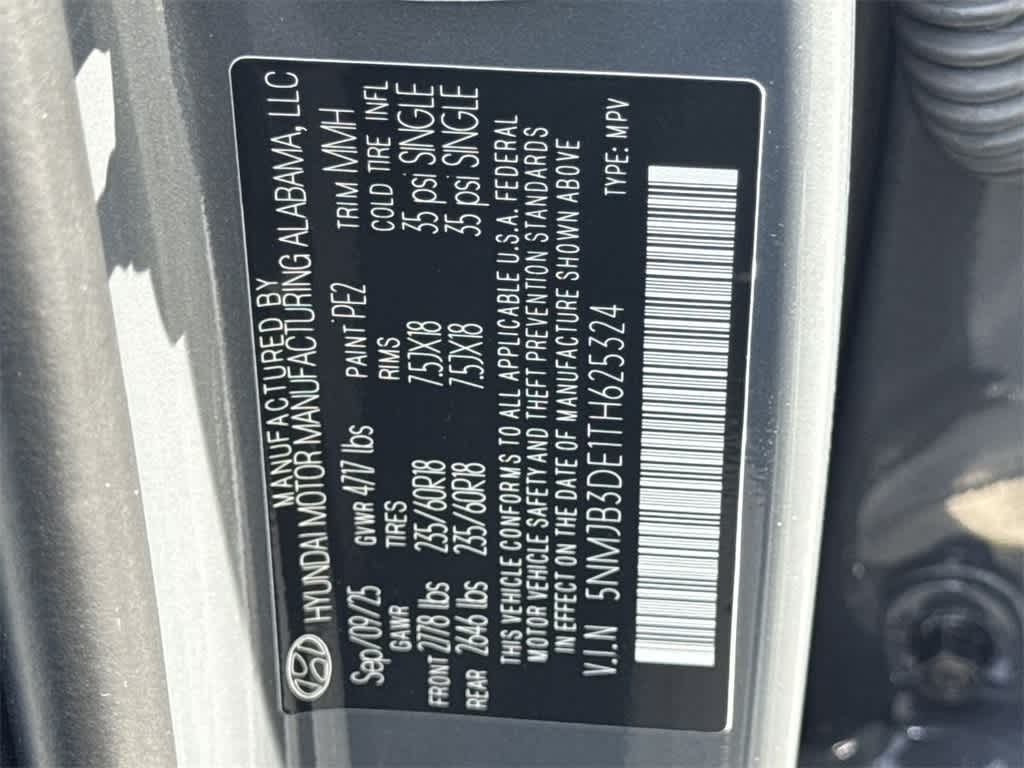 MANUFACTURED BY
HYUNDAI MOTOR MANUFACTURING ALABAMA, LLC
Sep/09/25 GVWR 4717 lbs PAINT PE2 TRIM MMH
GAWR TIRES RIMS COLD TIRE INFL
FRONT 2778 lbs 235/60R18 7.5JX18 35 psi SINGLE
REAR 2646 lbs 235/60R18 7.5JX18 35 psi SINGLE
THIS VEHICLE CONFORMS TO ALL APPLICABLE U.S.A. FEDERAL
MOTOR VEHICLE SAFETY AND THEFT PREVENTION STANDARDS
IN EFFECT ON THE DATE OF MANUFACTURE SHOWN ABOVE
V.I.N 5NMJB3DE1TH625324 TYPE: MPV